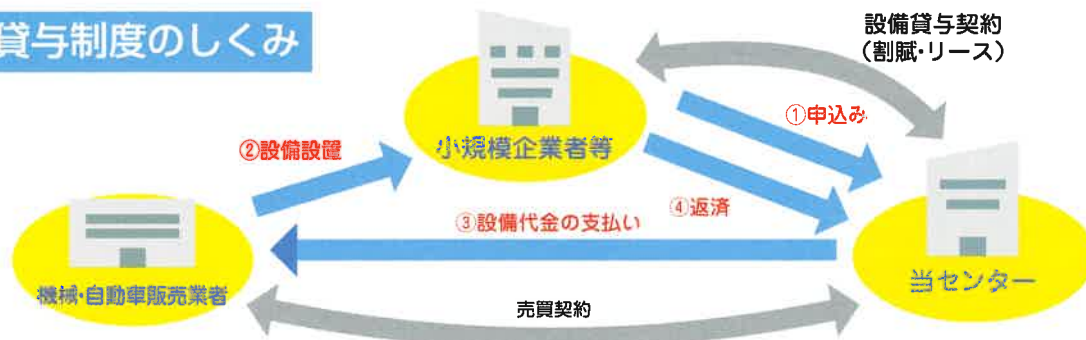 貸与制度のしくみ
設備貸与契約
（割賦・リース）
①申込み
小規模企業者等
②設備設置
④返済
③設備代金の支払い
機械・自動車販売業者
当センター
売買契約